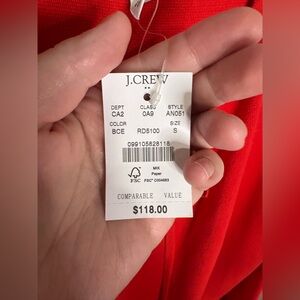 J.CREW
DEPT CLASS STYLE
CA2 0A9 AN051
COLOR SIZE
BCE RD5100 S
099105828118
FSC
MIX
Paper
FSC® C004683
COMPARABLE VALUE
$118.00